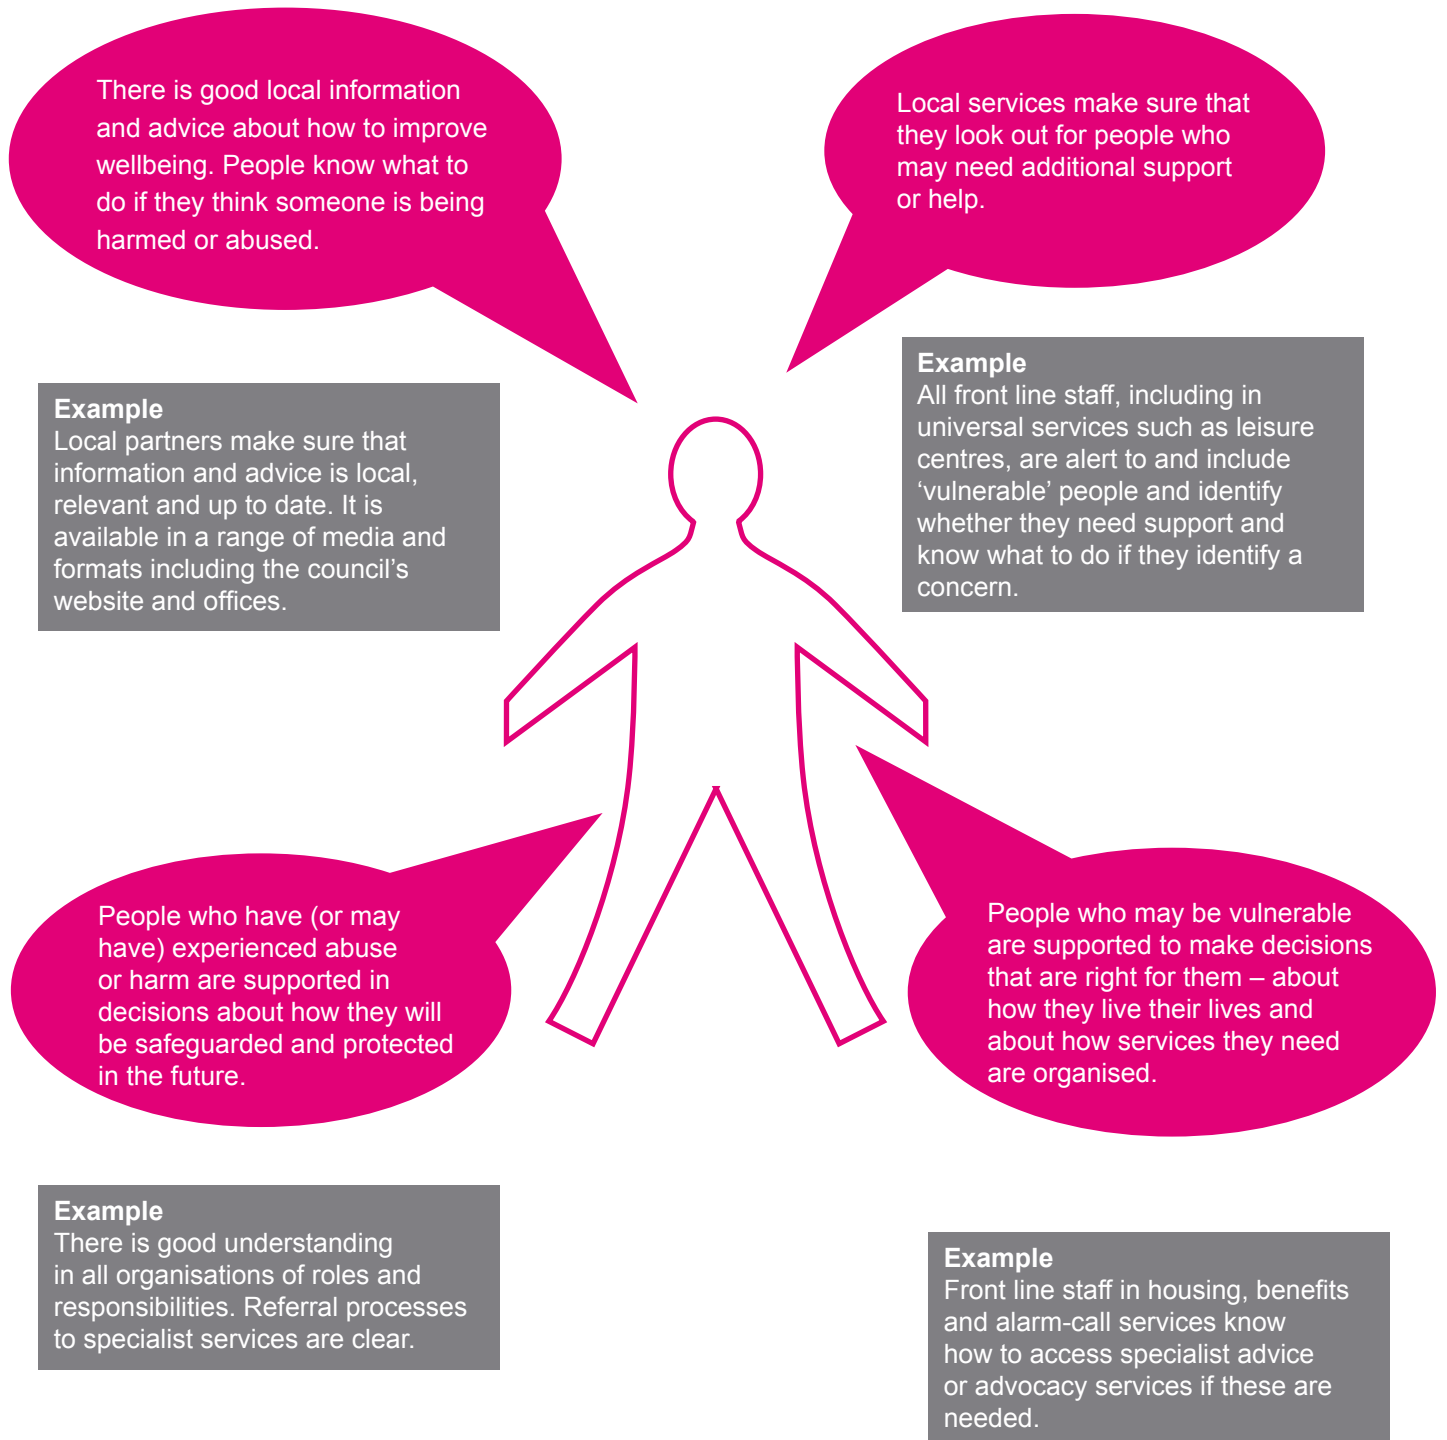 There is good local information
and advice about how to improve
wellbeing. People know what to
do if they think someone is being
harmed or abused.
Local services make sure that
they look out for people who
may need additional support
or help.
Example
Local partners make sure that
information and advice is local,
relevant and up to date. It is
available in a range of media and
formats including the council’s
website and offices.
Example
All front line staff, including in
universal services such as leisure
centres, are alert to and include
‘vulnerable’ people and identify
whether they need support and
know what to do if they identify a
concern.
People who have (or may
have) experienced abuse
or harm are supported in
decisions about how they will
be safeguarded and protected
in the future.
People who may be vulnerable
are supported to make decisions
that are right for them – about
how they live their lives and
about how services they need
are organised.
Example
There is good understanding
in all organisations of roles and
responsibilities. Referral processes
to specialist services are clear.
Example
Front line staff in housing, benefits
and alarm-call services know
how to access specialist advice
or advocacy services if these are
needed.